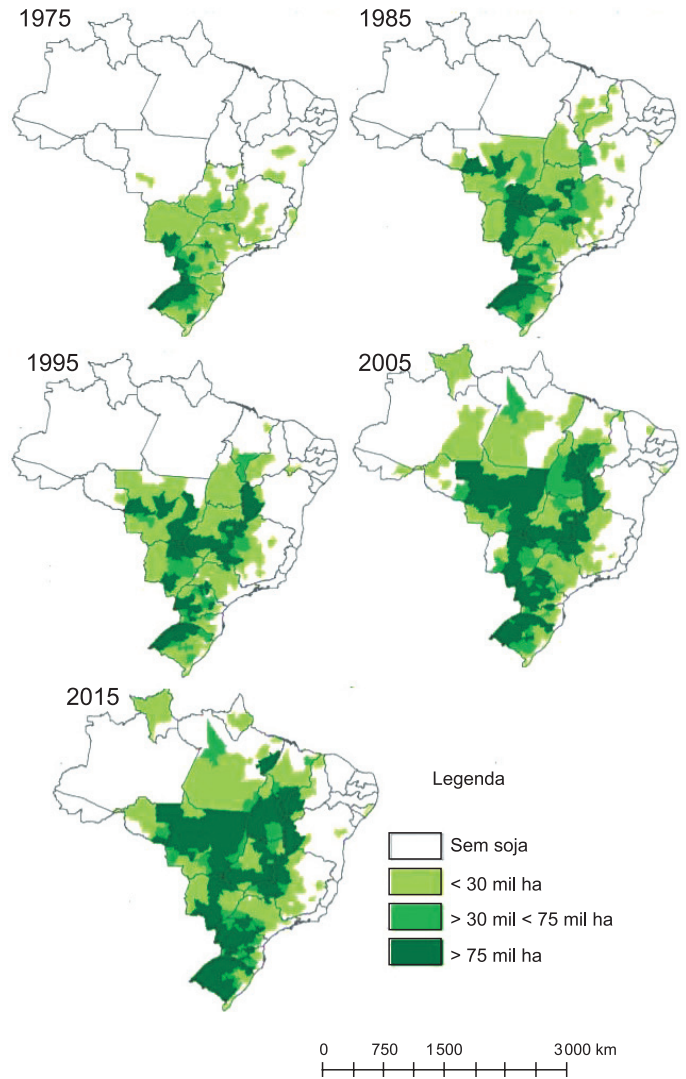 1975
1985
1995
2005
2015
Legenda
Sem soja
< 30 mil ha
> 30 mil < 75 mil ha
> 75 mil ha
0 750 1500 3000 km